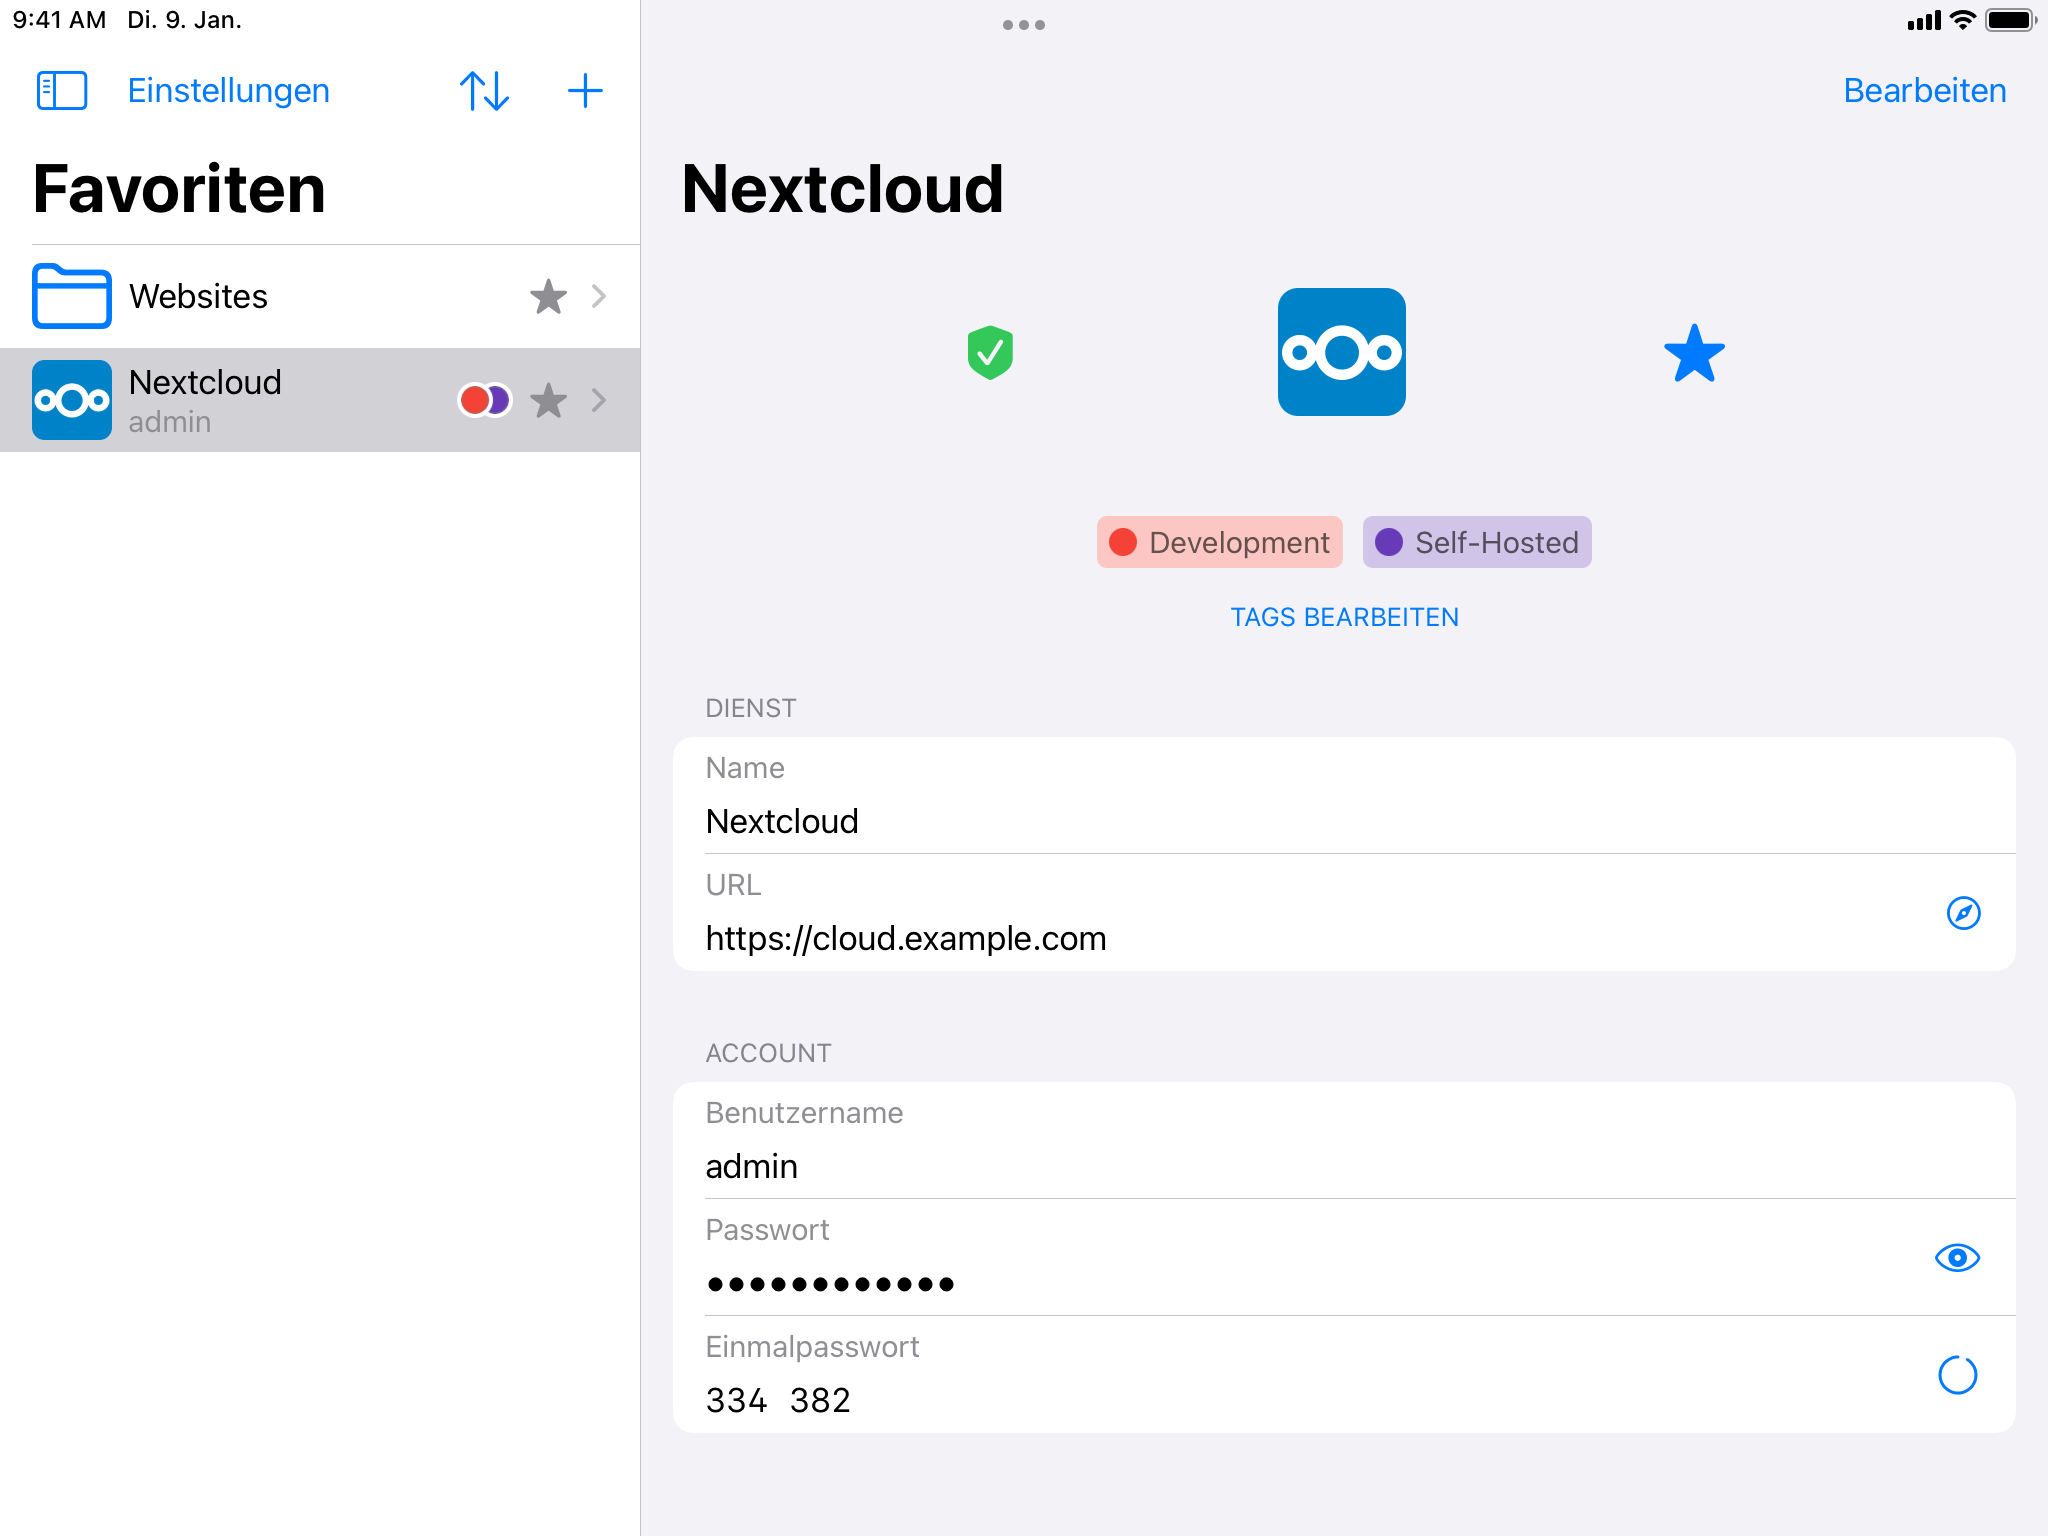 9:41 AM Di. 9. Jan.
Einstellungen
Bearbeiten
Favoriten
Websites
Nextcloud
admin
Nextcloud
Development
Self-Hosted
TAGS BEARBEITEN
DIENST
Name
Nextcloud
URL
https://cloud.example.com
ACCOUNT
Benutzername
admin
Passwort
●●●●●●●●●●●●
Einmalpasswort
334 382